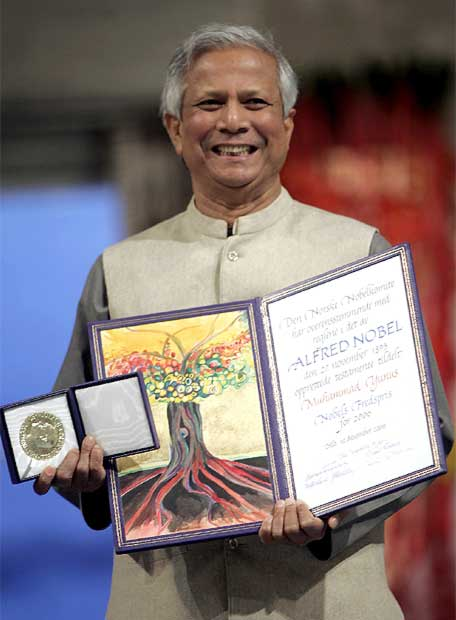 Den Norske Nobelkomite
har overensstemmende med
reglene i det av
ALFRED NOBEL
den 27. november 1895
opprettede testamente tildelt
Muhammad Yunus
Nobels Fredspris
for 2006
Oslo, 10. desember 2006